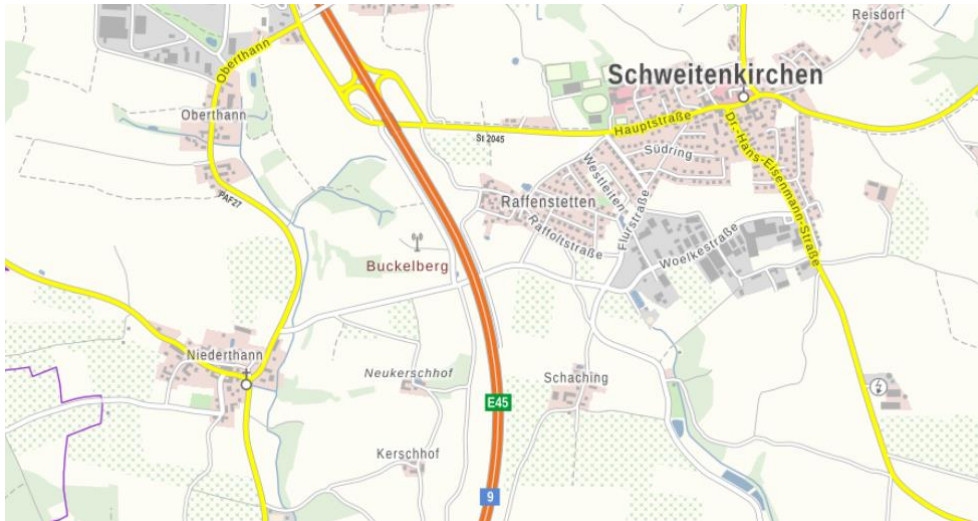 Reisdorf
Schweitenkirchen
Oberthann
Oberthann
St 2045
Hauptstraße
Südring
Dr.-Hans-Eisenmann-Straße
Westleiten
Raffenstetten
Raffoltstraße
Flurstraße
Woelkestraße
PAF27
Buckelberg
Niederthann
Neukerschhof
Schaching
E45
Kerschhof
9